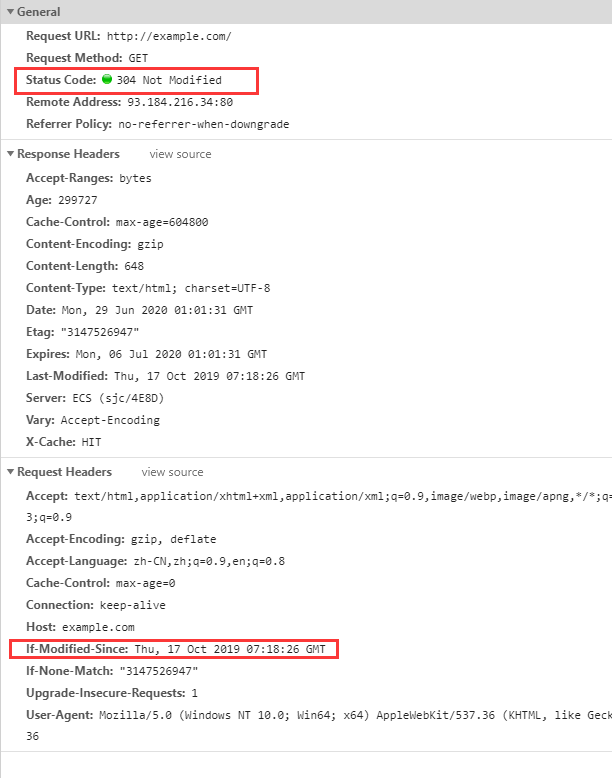 General
Request URL: http://example.com/
Request Method: GET
Status Code: 304 Not Modified
Remote Address: 93.184.216.34:80
Referrer Policy: no-referrer-when-downgrade
Response Headers view source
Accept-Ranges: bytes
Age: 299727
Cache-Control: max-age=604800
Content-Encoding: gzip
Content-Length: 648
Content-Type: text/html; charset=UTF-8
Date: Mon, 29 Jun 2020 01:01:31 GMT
Etag: "3147526947"
Expires: Mon, 06 Jul 2020 01:01:31 GMT
Last-Modified: Thu, 17 Oct 2019 07:18:26 GMT
Server: ECS (sjc/4E8D)
Vary: Accept-Encoding
X-Cache: HIT
Request Headers view source
Accept: text/html,application/xhtml+xml,application/xml;q=0.9,image/webp,image/apng,*/*;q=
3;q=0.9
Accept-Encoding: gzip, deflate
Accept-Language: zh-CN,zh;q=0.9,en;q=0.8
Cache-Control: max-age=0
Connection: keep-alive
Host: example.com
If-Modified-Since: Thu, 17 Oct 2019 07:18:26 GMT
If-None-Match: "3147526947"
Upgrade-Insecure-Requests: 1
User-Agent: Mozilla/5.0 (Windows NT 10.0; Win64; x64) AppleWebKit/537.36 (KHTML, like Geck
36